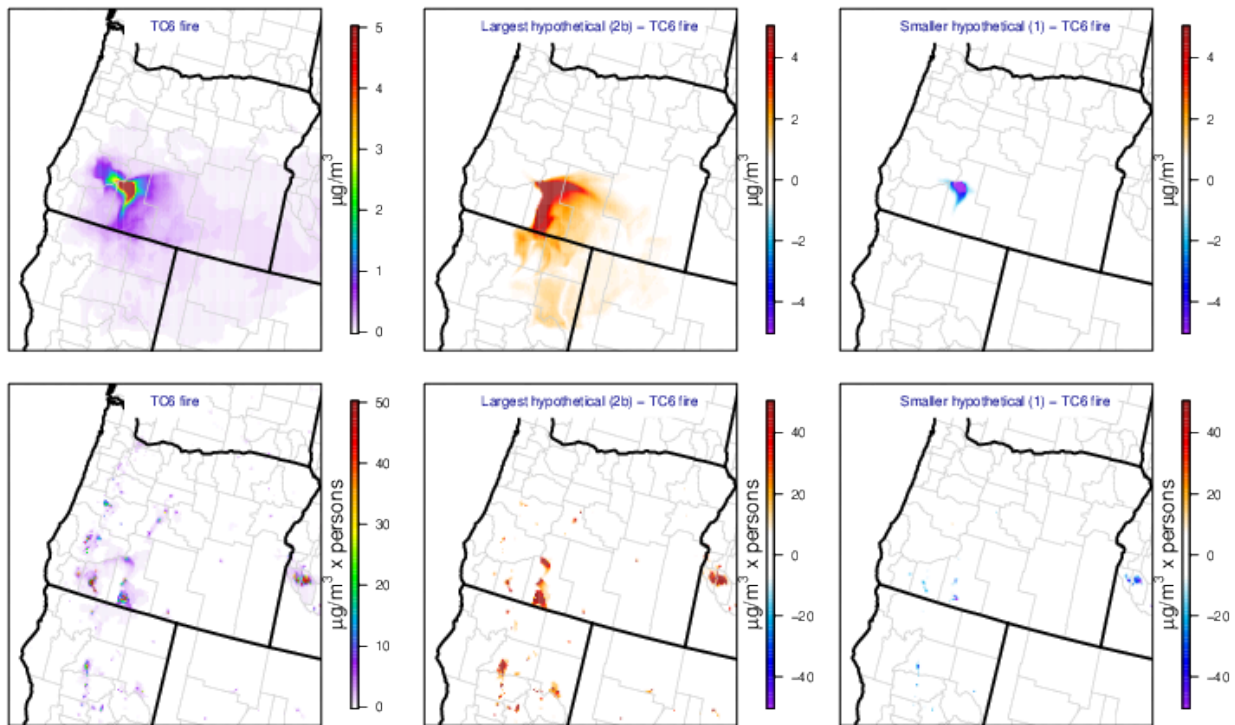 TC6 fire
5
4
3
2
1
0
µg/m³
Largest hypothetical (2b) – TC6 fire
4
2
0
−2
−4
µg/m³
Smaller hypothetical (1) – TC6 fire
4
2
0
−2
−4
µg/m³
TC6 fire
50
40
30
20
10
0
µg/m³ x persons
Largest hypothetical (2b) – TC6 fire
40
20
0
−20
−40
µg/m³ x persons
Smaller hypothetical (1) – TC6 fire
40
20
0
−20
−40
µg/m³ x persons